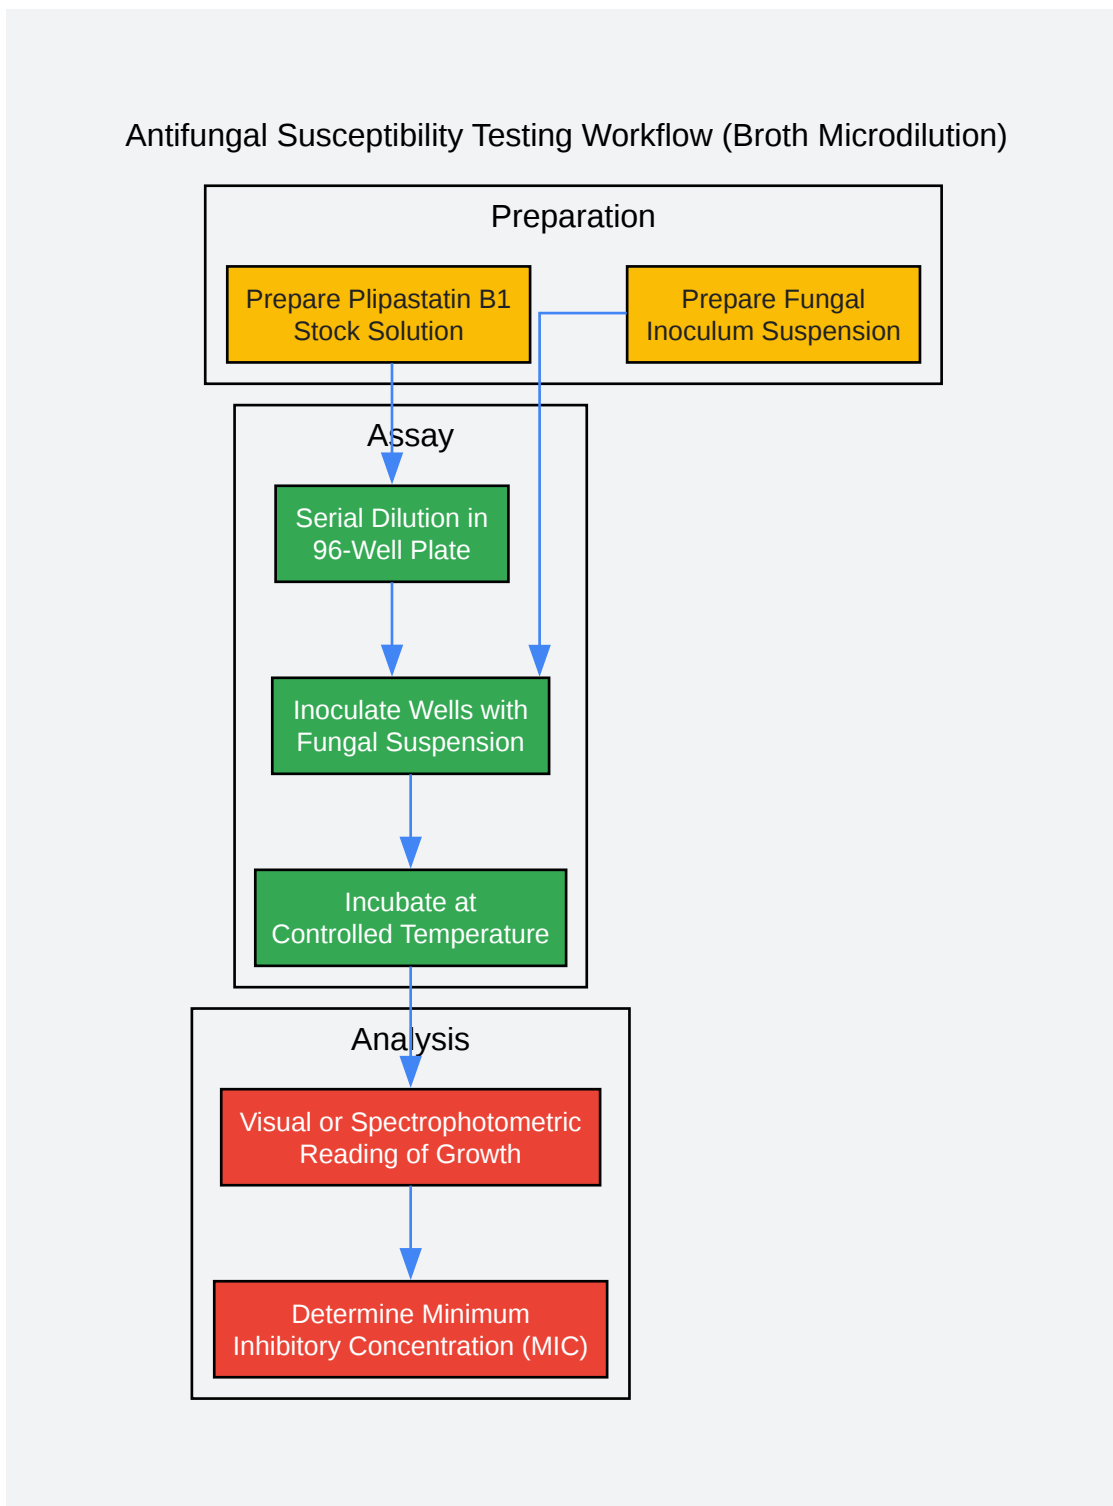 Antifungal Susceptibility Testing Workflow (Broth Microdilution)
Preparation
Prepare Plipastatin B1
Stock Solution
Prepare Fungal
Inoculum Suspension
Assay
Serial Dilution in
96-Well Plate
Inoculate Wells with
Fungal Suspension
Incubate at
Controlled Temperature
Analysis
Visual or Spectrophotometric
Reading of Growth
Determine Minimum
Inhibitory Concentration (MIC)